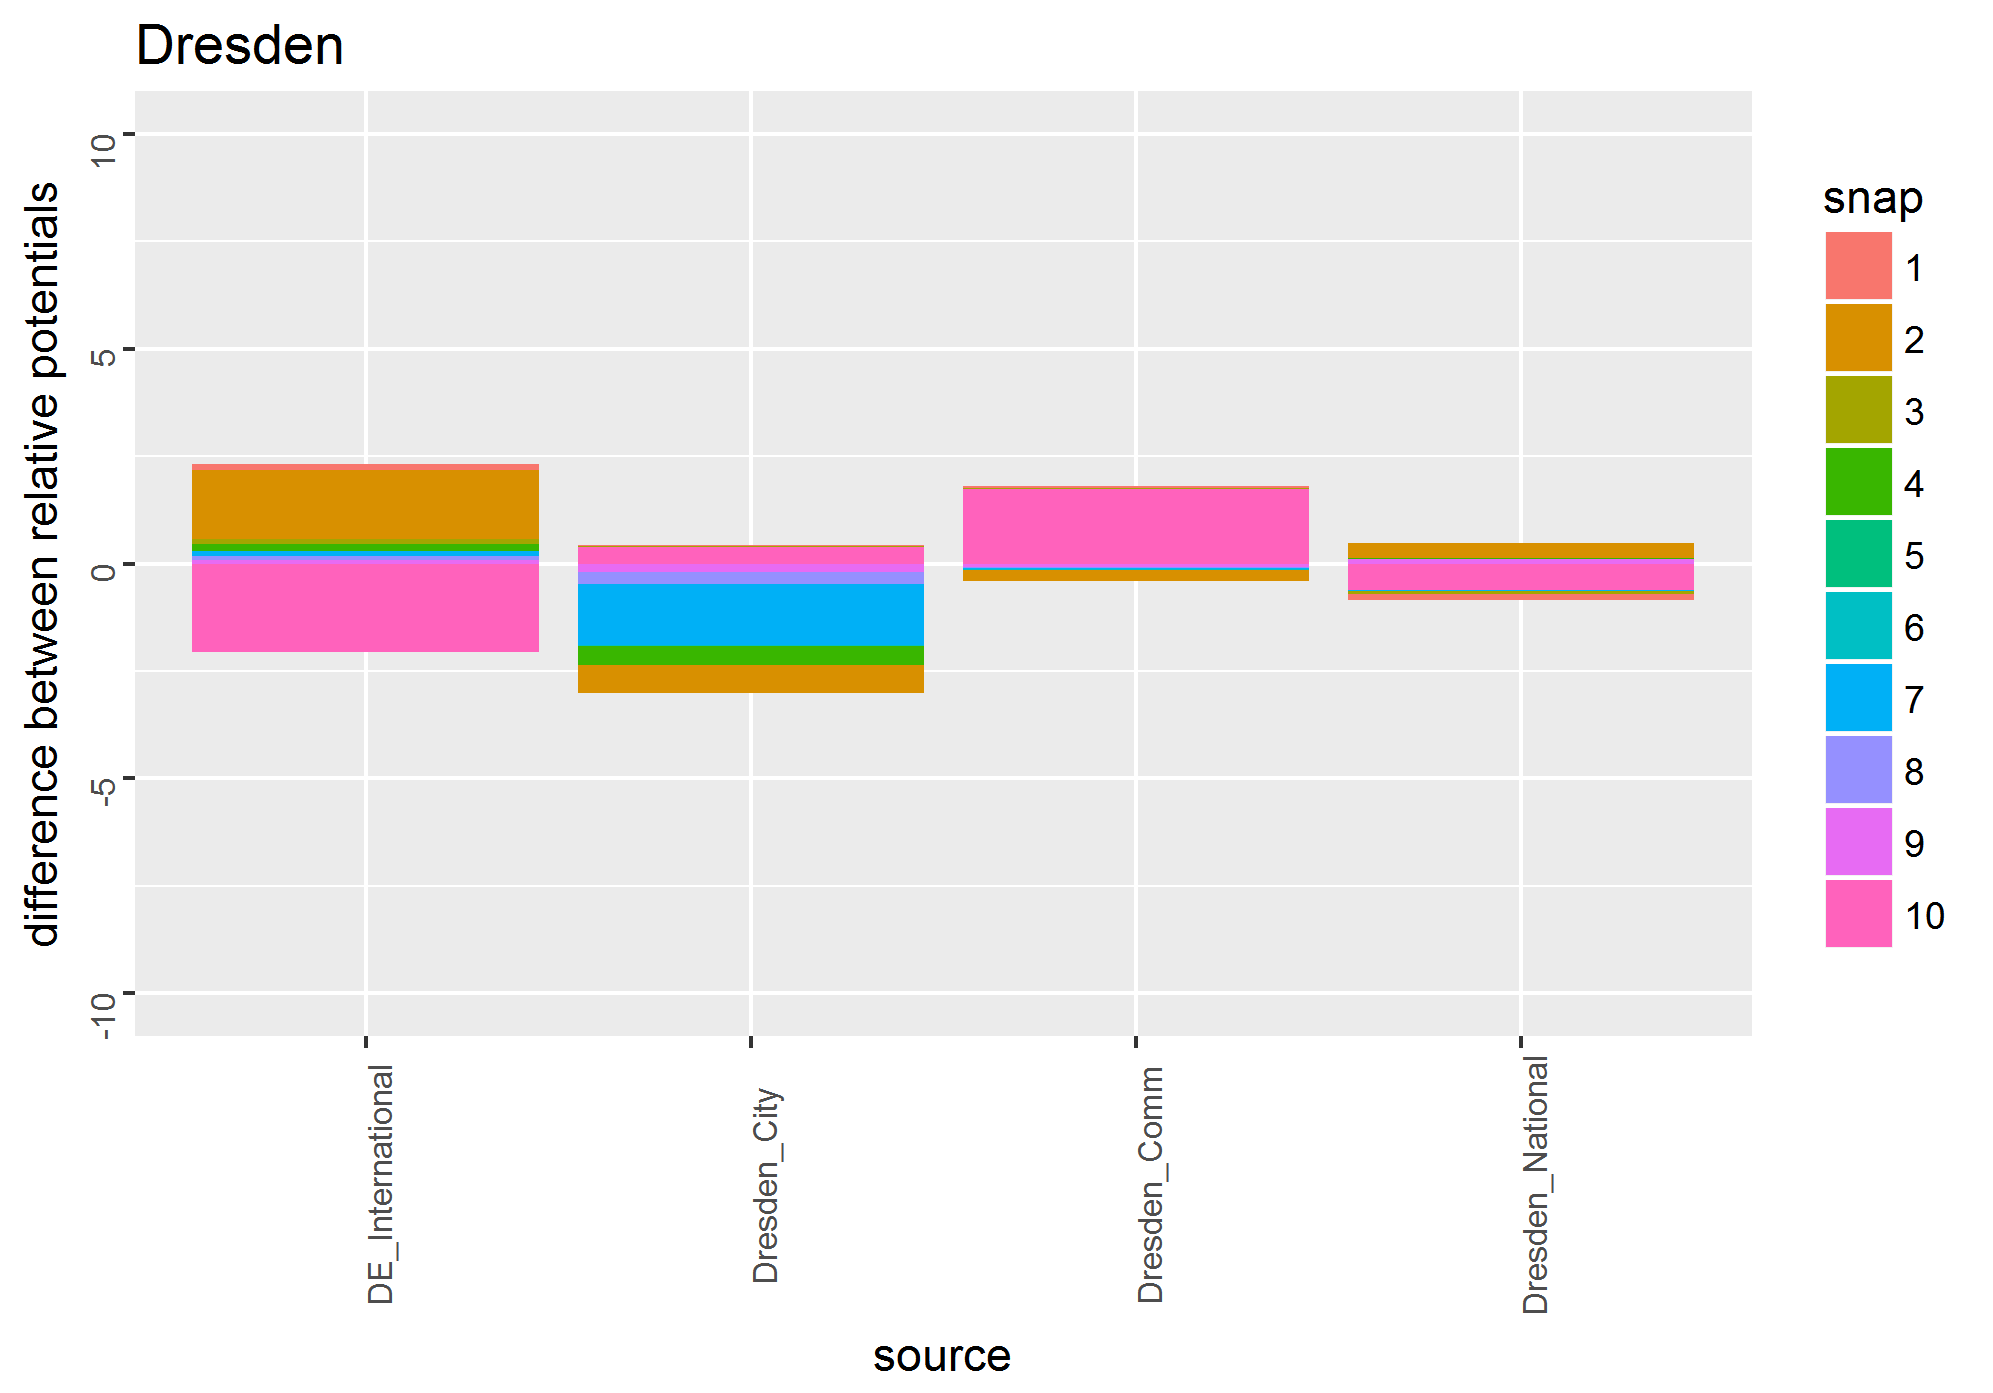 Dresden
difference between relative potentials
10
5
0
-5
-10
DE_International
Dresden_City
Dresden_Comm
Dresden_National
source
snap
1
2
3
4
5
6
7
8
9
10